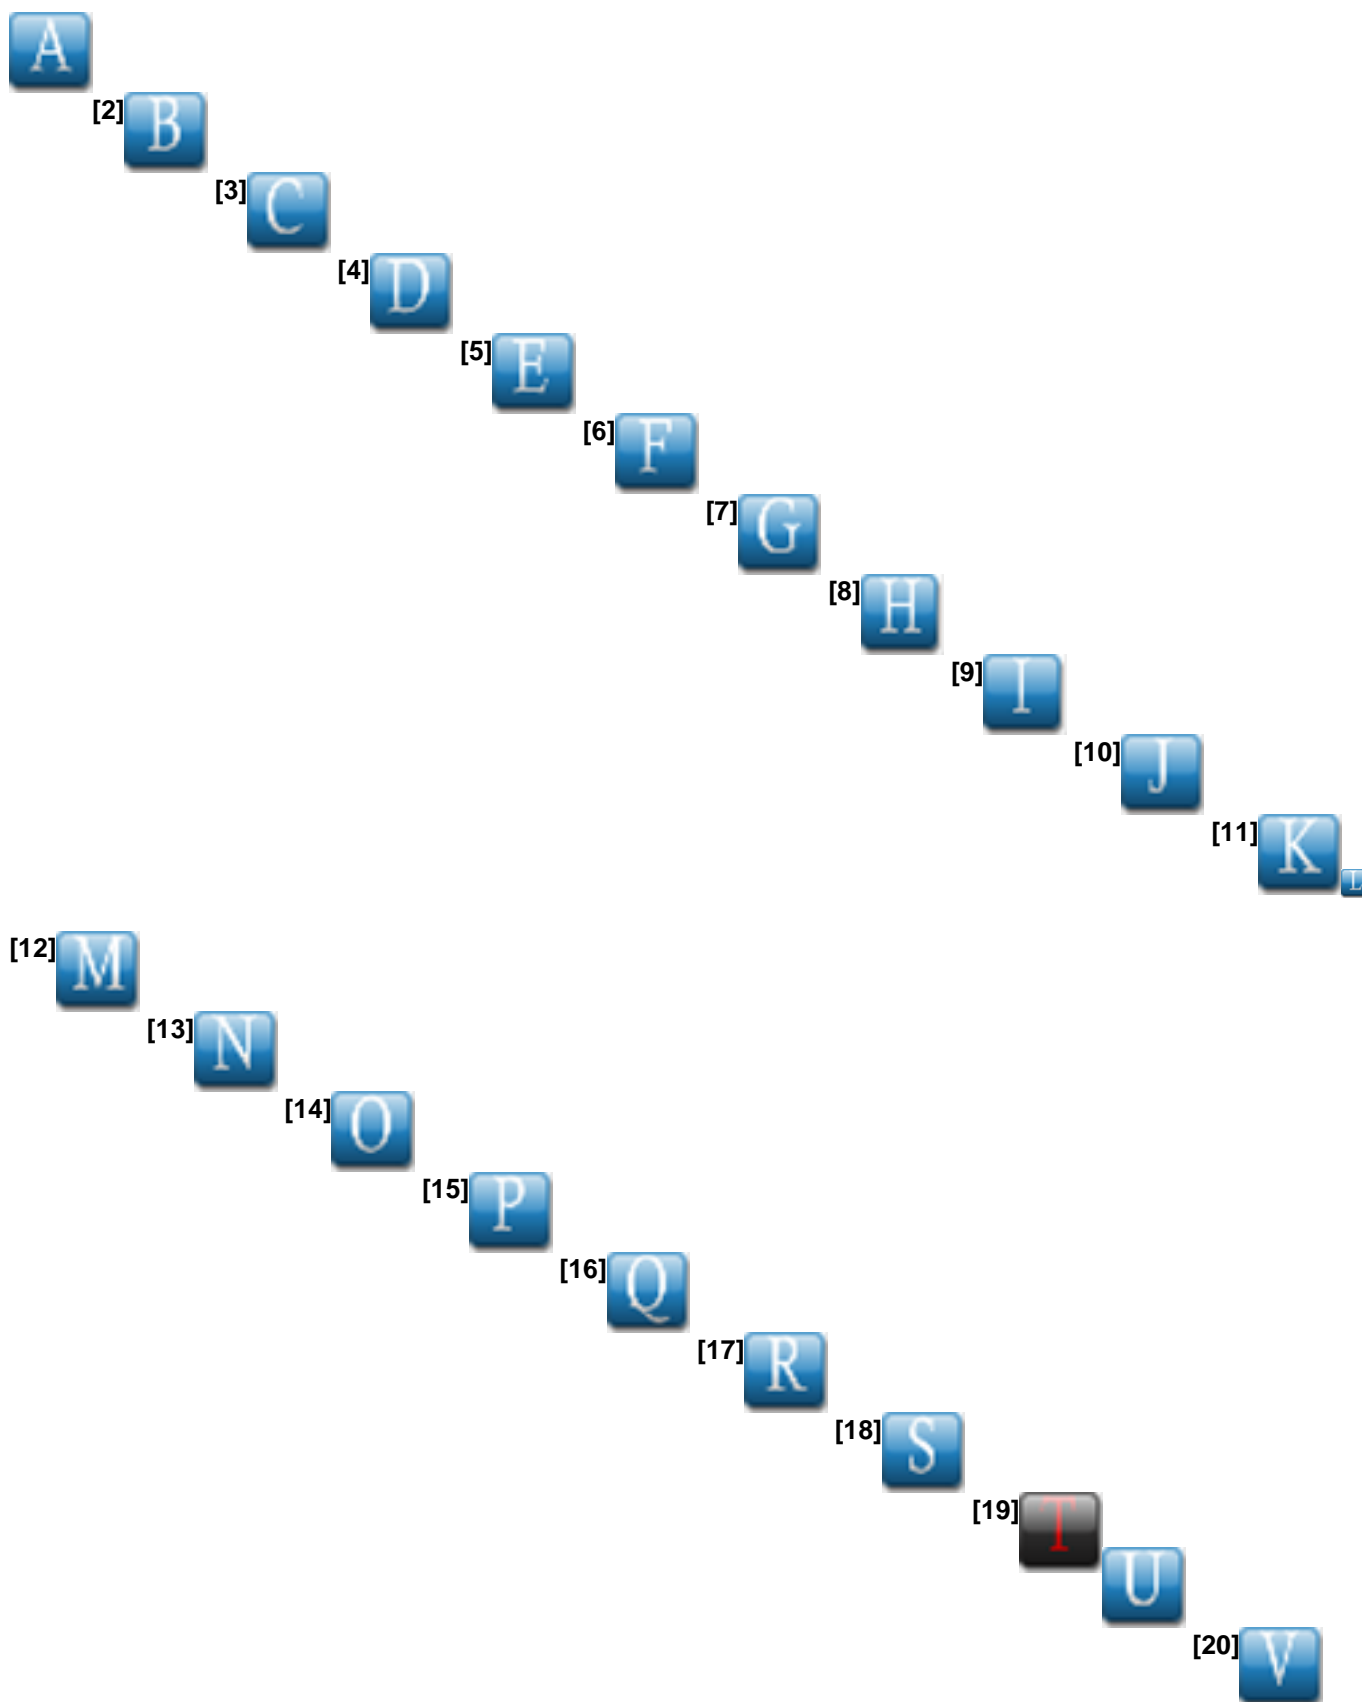 A
[2] B
[3] C
[4] D
[5] E
[6] F
[7] G
[8] H
[9] I
[10] J
[11] K L
[12] M
[13] N
[14] O
[15] P
[16] Q
[17] R
[18] S
[19] T
U
[20] V